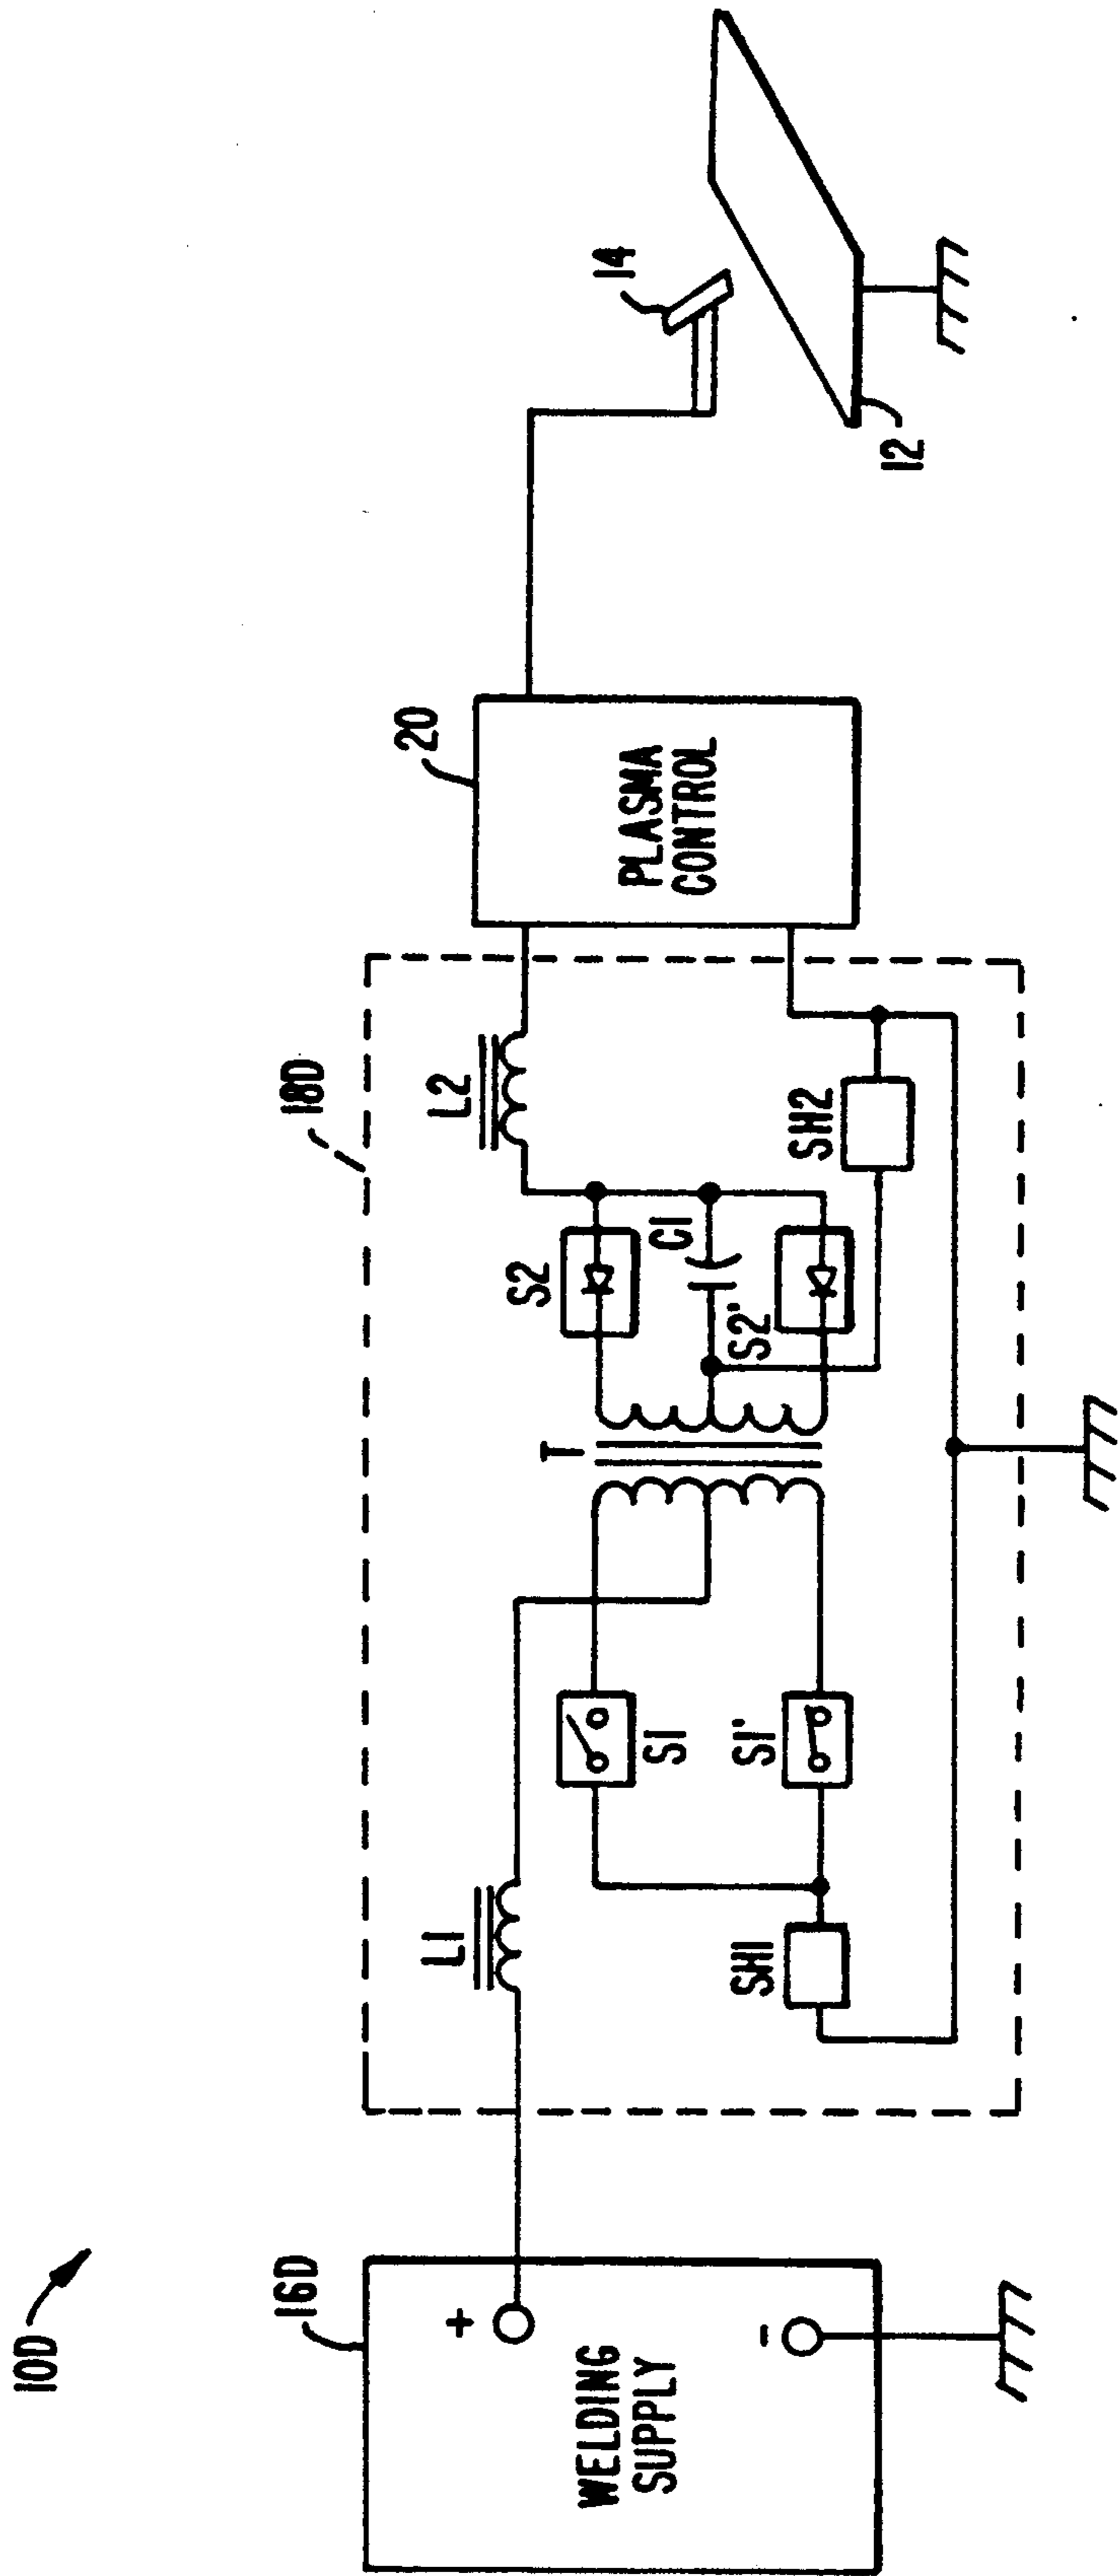 10D
16D
WELDING
SUPPLY
+
-
18D
L1
S1
S1'
SH1
T
S2
C1
S2'
L2
SH2
20
PLASMA
CONTROL
14
12